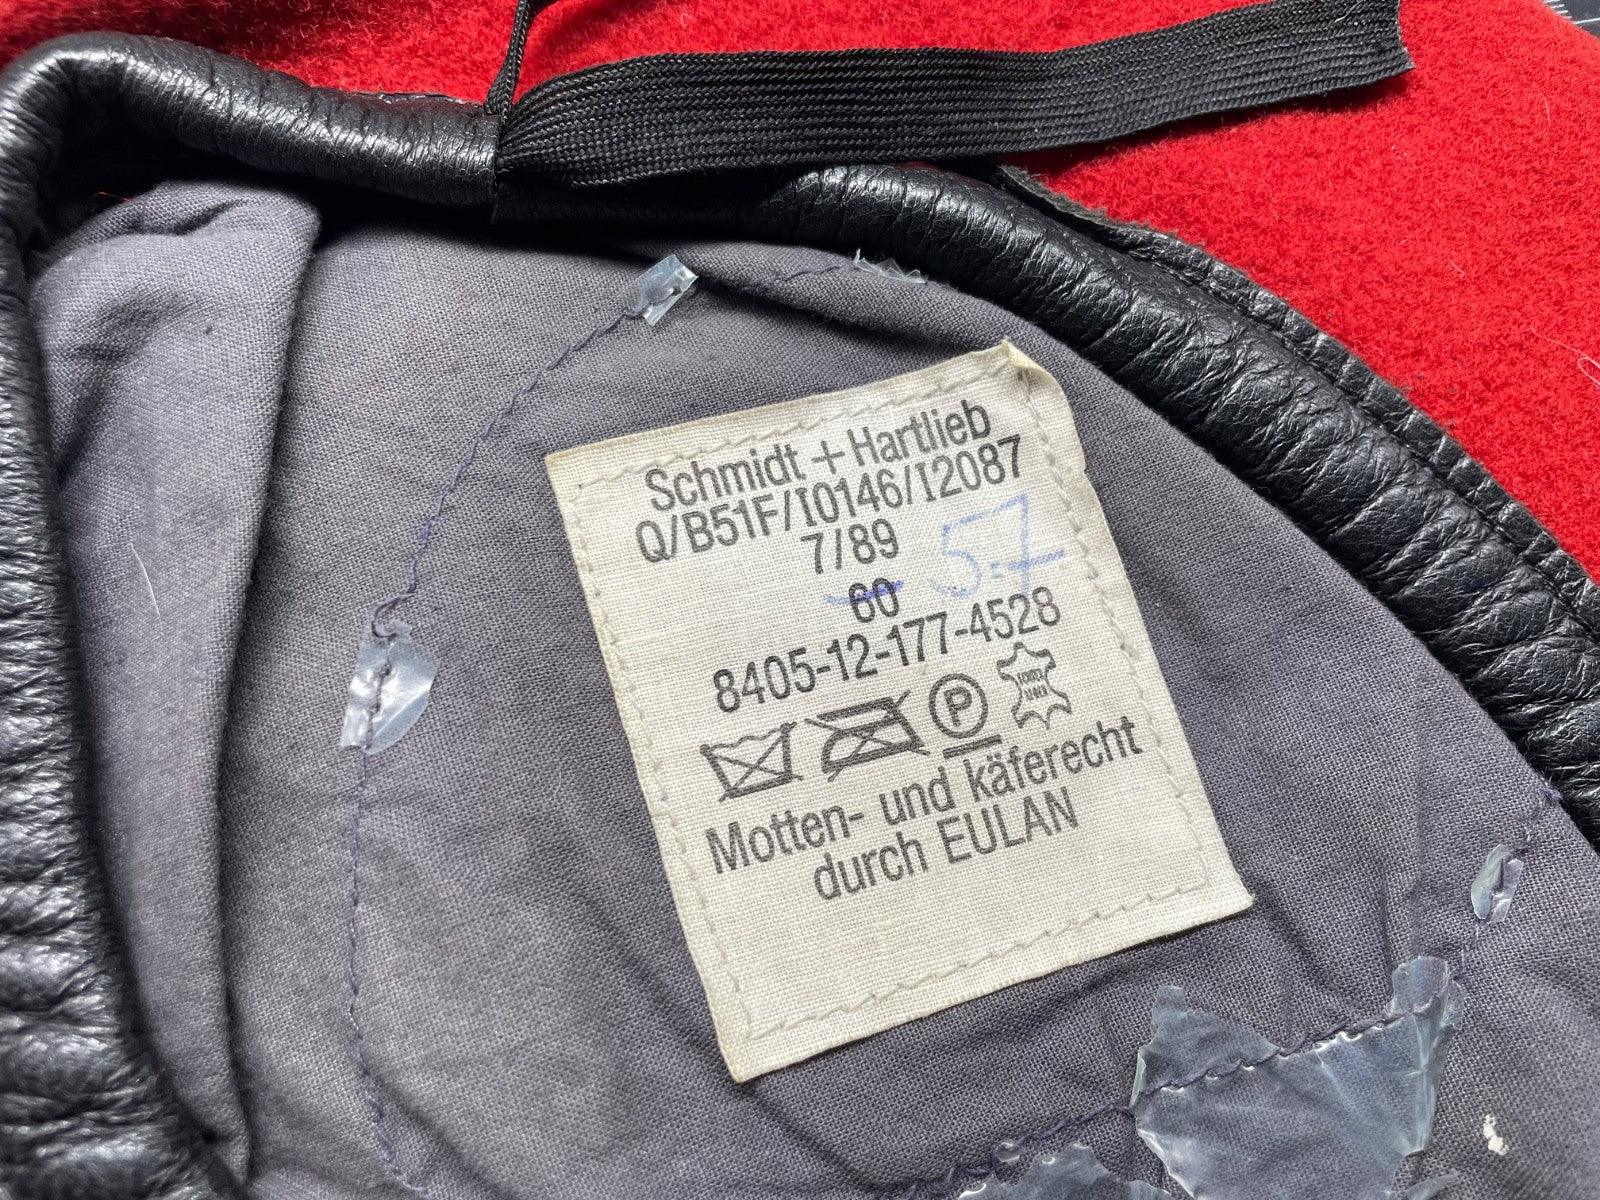 Schmidt + Hartlieb
Q/B51F/I0146/I2087
7/89
60 57
8405-12-177-4528
P
Motten- und käferecht
durch EULAN